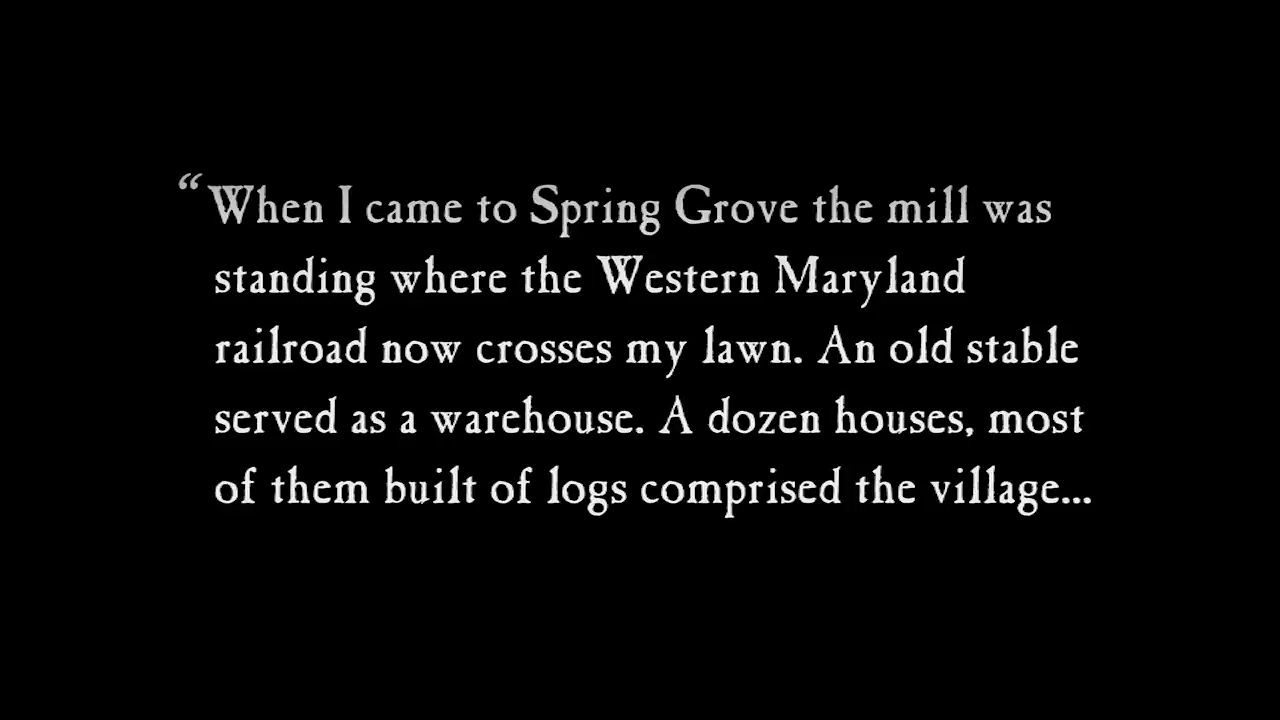 “When I came to Spring Grove the mill was
standing where the Western Maryland
railroad now crosses my lawn. An old stable
served as a warehouse. A dozen houses, most
of them built of logs comprised the village...